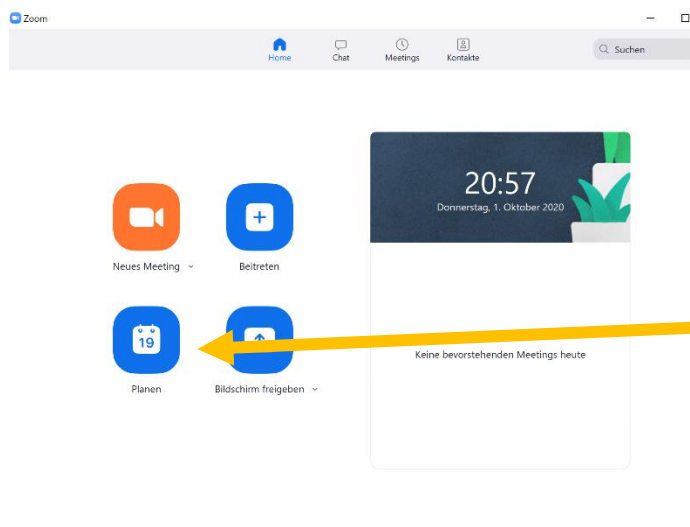 Zoom
Home
Chat
Meetings
Kontakte
Suchen
20:57
Donnerstag, 1. Oktober 2020
Neues Meeting
Beitreten
19
Planen
Bildschirm freigeben
Keine bevorstehenden Meetings heute